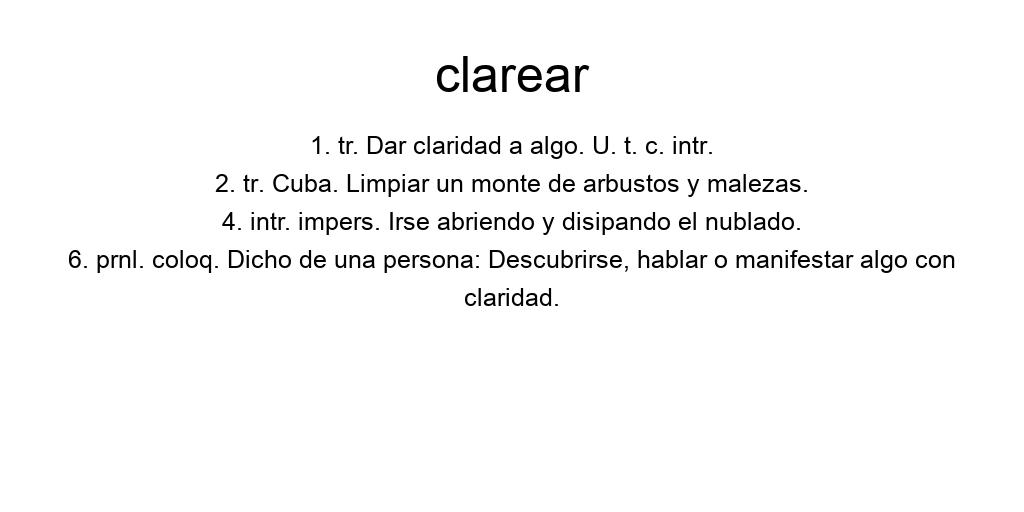 clarear
1. tr. Dar claridad a algo. U. t. c. intr.
2. tr. Cuba. Limpiar un monte de arbustos y malezas.
4. intr. impers. Irse abriendo y disipando el nublado.
6. prnl. coloq. Dicho de una persona: Descubrirse, hablar o manifestar algo con
claridad.